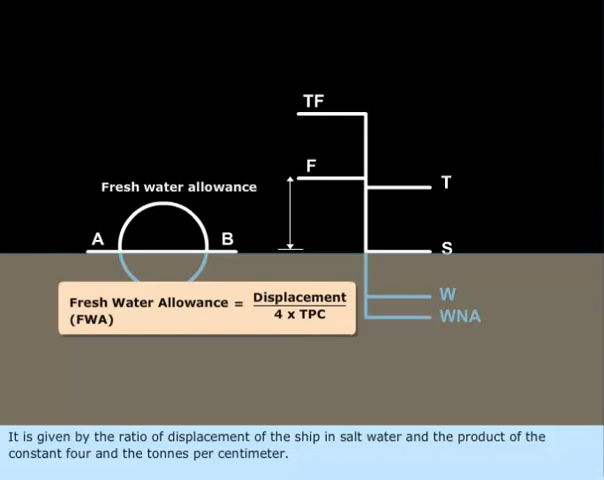 TF
F
Fresh water allowance
T
A
B
S
Fresh Water Allowance = Displacement
(FWA) 4 x TPC
W
WNA
It is given by the ratio of displacement of the ship in salt water and the product of the
constant four and the tonnes per centimeter.